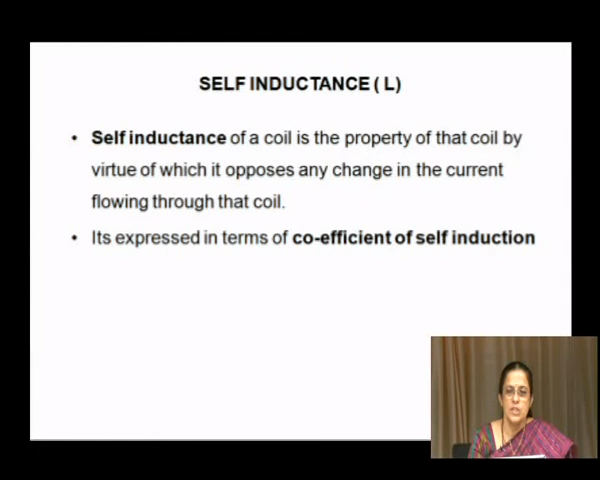 SELF INDUCTANCE ( L)
• Self inductance of a coil is the property of that coil by
virtue of which it opposes any change in the current
flowing through that coil.
• Its expressed in terms of co-efficient of self induction